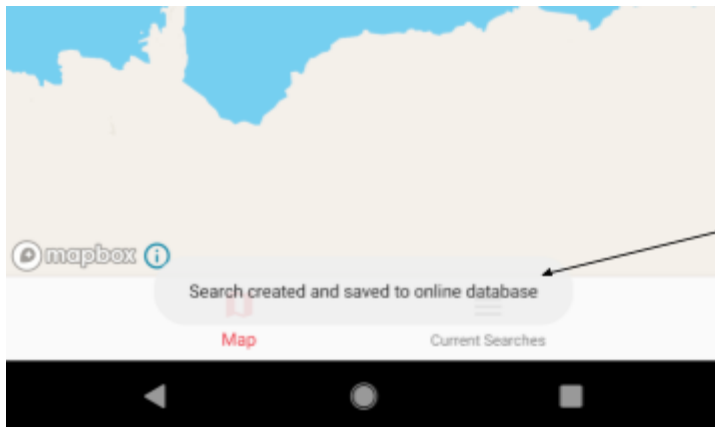 mapbox
Search created and saved to online database
Map
Current Searches